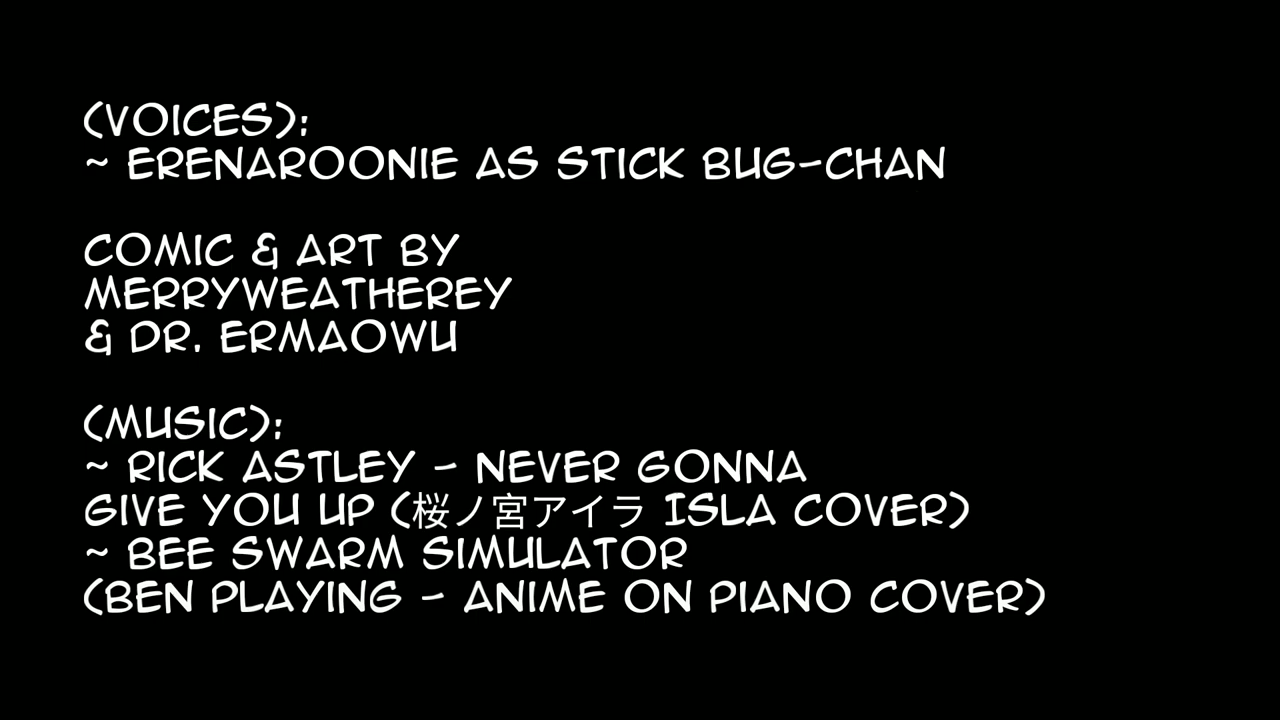 (VOICES):
~ ERENAROONIE AS STICK BUG-CHAN
COMIC & ART BY
MERRYWEATHEREY
& DR. ERMAOWU
(MUSIC):
~ RICK ASTLEY - NEVER GONNA
GIVE YOU UP (桜ノ宮アイラ ISLA COVER)
~ BEE SWARM SIMULATOR
(BEN PLAYING - ANIME ON PIANO COVER)